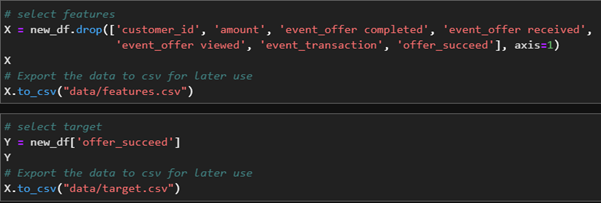 # select features
X = new_df.drop(['customer_id', 'amount', 'event_offer completed', 'event_offer received',
'event_offer viewed', 'event_transaction', 'offer_succeed'], axis=1)
X
# Export the data to csv for later use
X.to_csv("data/features.csv")
# select target
Y = new_df['offer_succeed']
Y
# Export the data to csv for later use
X.to_csv("data/target.csv")